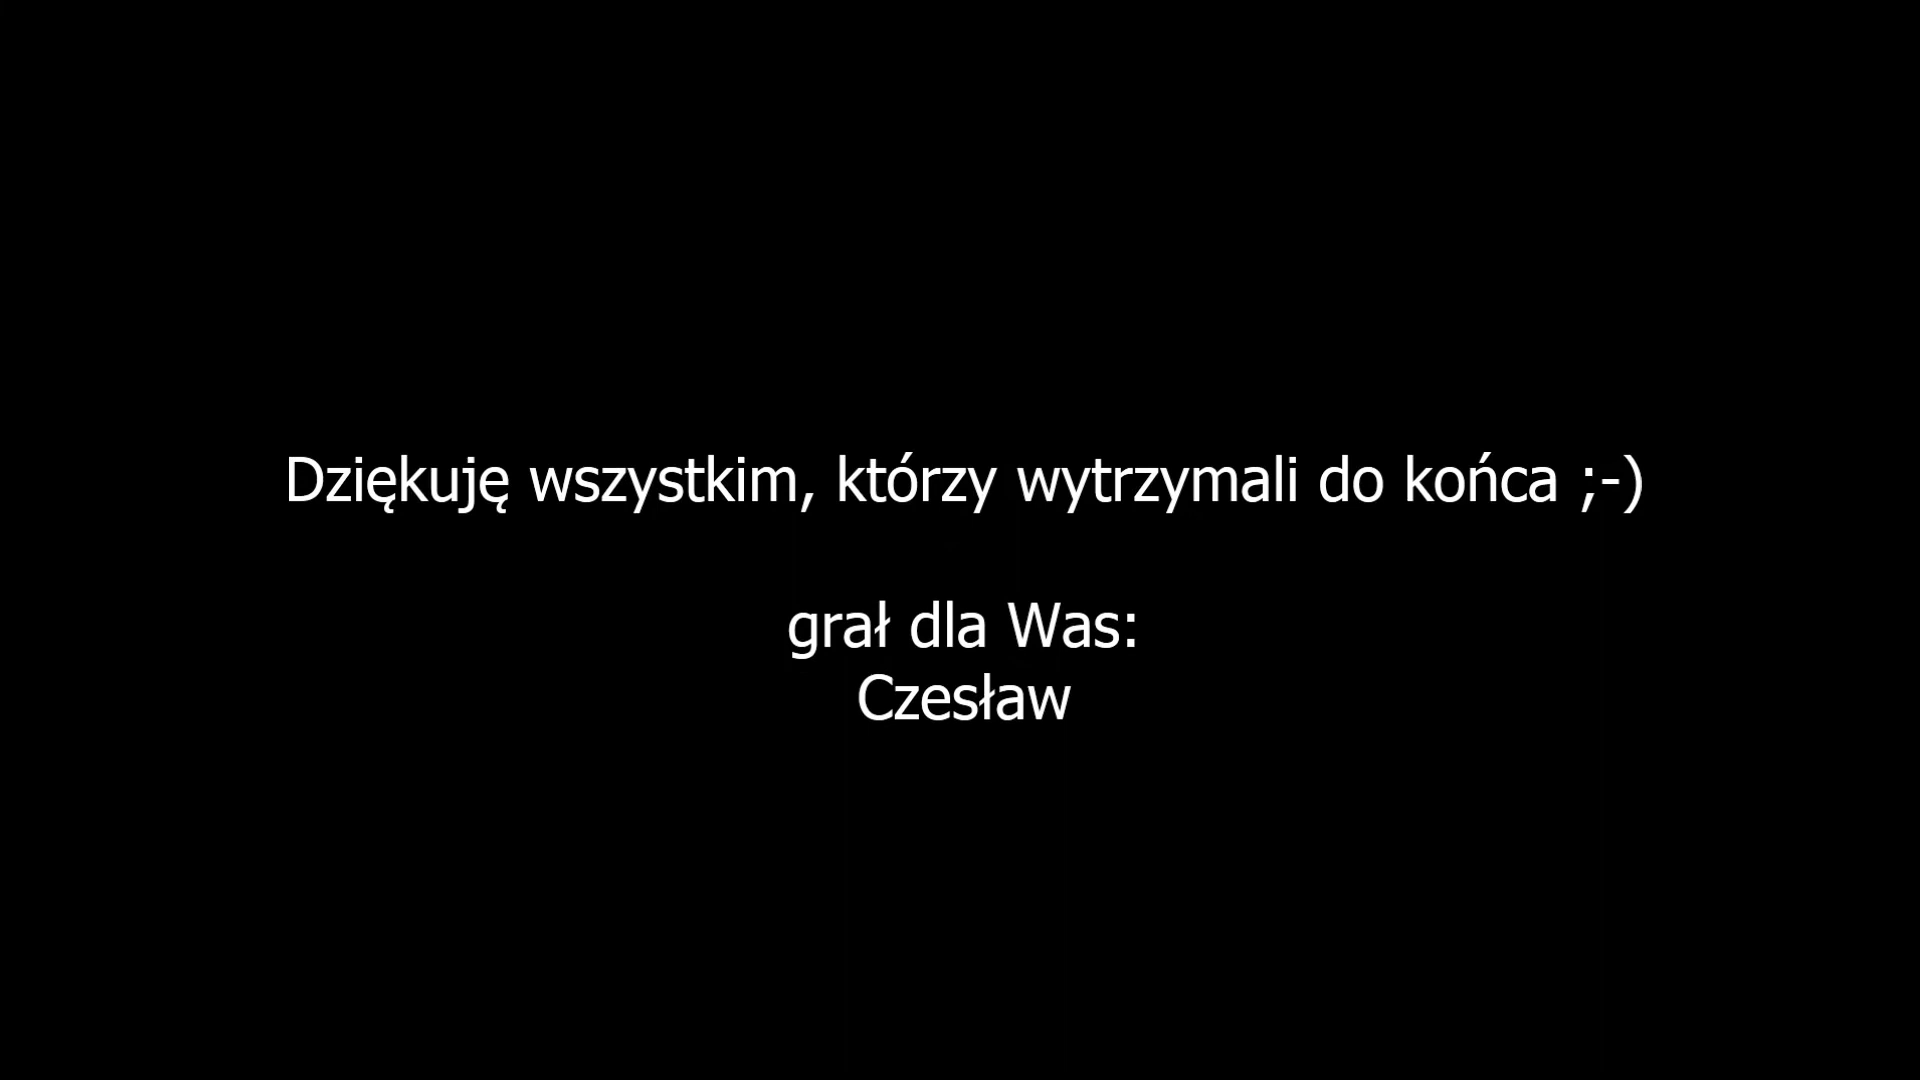 Dziękuję wszystkim, którzy wytrzymali do końca ;-)
grał dla Was:
Czesław